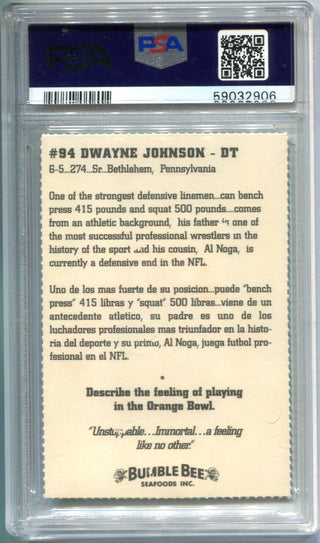 PSA
PSA
59032906
#94 DWAYNE JOHNSON - DT
6-5...274...Sr...Bethlehem, Pennsylvania
One of the strongest defensive linemen...can bench
press 415 pounds and squat 500 pounds....comes
from an athletic background, his father is one of
the most successful professional wrestlers in the
history of the sport and his cousin, Al Noga, is
currently a defensive end in the NFL.
Uno de los mas fuerte de su posicion...puede "bench
press" 415 libras y "squat" 500 libras...viene de un
antecedente atletico, su padre es uno de los
luchadores profesionales mas triunfador en la histo-
ria del deporte y su primo, Al Noga, juega futbol pro-
fesional en el NFL.
Describe the feeling of playing
in the Orange Bowl.
"Unstoppable...Immortal...a feeling
like no other."
BUMBLE BEE
SEAFOODS INC.